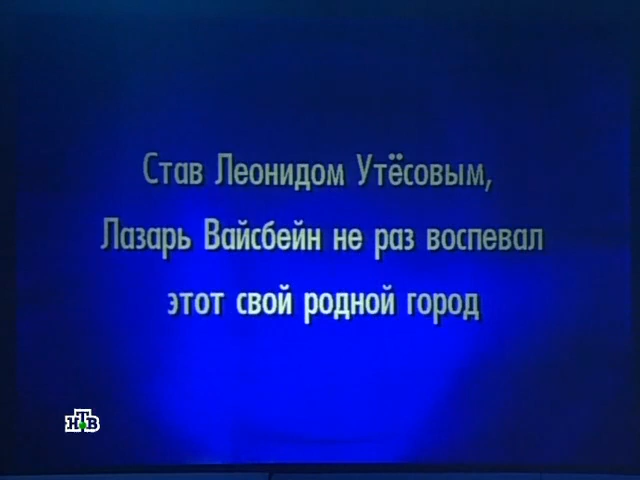 Став Леонидом Утёсовым,
Лазарь Вайсбейн не раз воспевал
этот свой родной город
НТВ